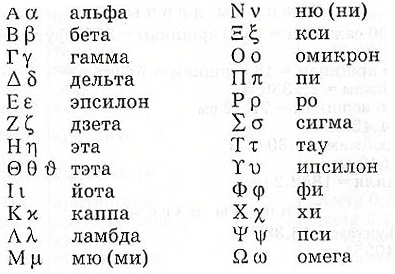 Α α альфа
Β β бета
Γ γ гамма
Δ δ дельта
Ε ε эпсилон
Ζ ζ дзета
Η η эта
Θ θ ϑ тэта
Ι ι йота
Κ κ каппа
Λ λ ламбда
Μ μ мю (ми)
Ν ν ню (ни)
Ξ ξ кси
Ο ο омикрон
Π π пи
Ρ ρ ро
Σ σ сигма
Τ τ тау
Υ υ ипсилон
Φ φ фи
Χ χ хи
Ψ ψ пси
Ω ω омега